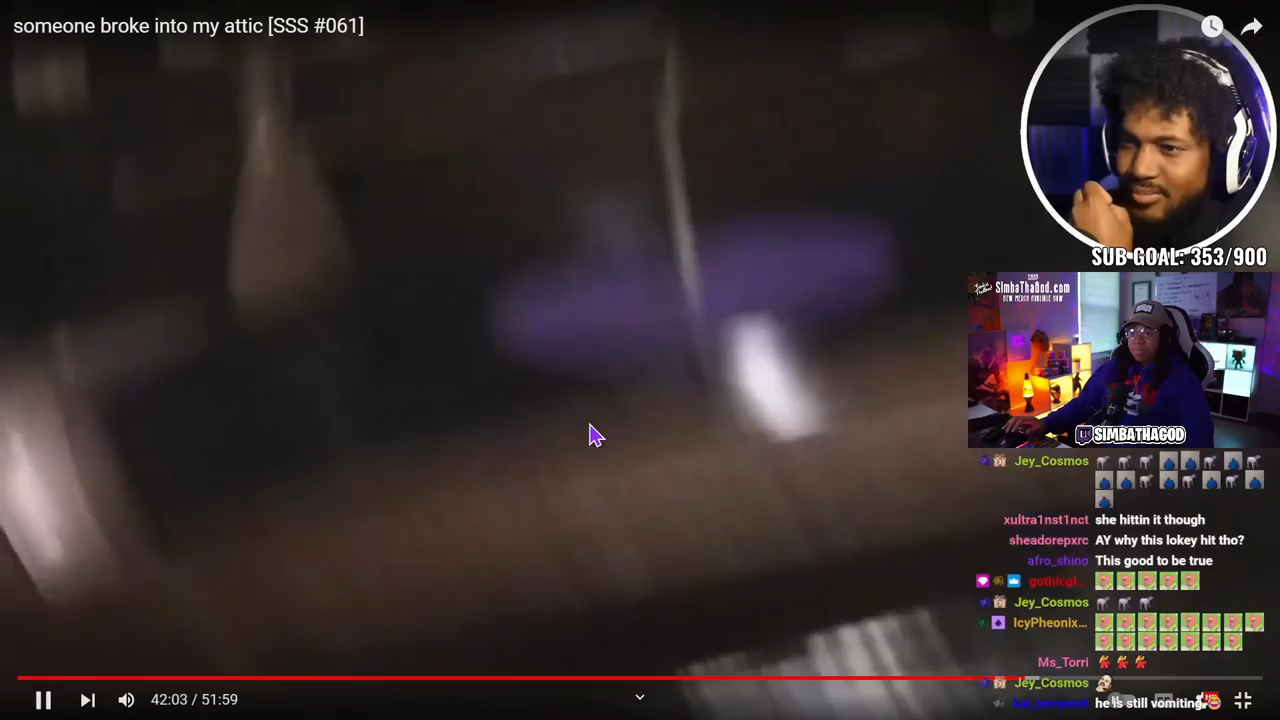 someone broke into my attic [SSS #061]
SUB GOAL: 353/900
SHOP
SimbaThaGod.com
NEW MERCH AVAILABLE NOW
SIMBATHAGOD
Jey_Cosmos
xultra1nst1nct she hittin it though
sheadorepxrc AY why this lokey hit tho?
afro_shino This good to be true
gothicgl...
Jey_Cosmos
IcyPheonix...
Ms_Torri
Jey_Cosmos
he is still vomiting
42:03 / 51:59